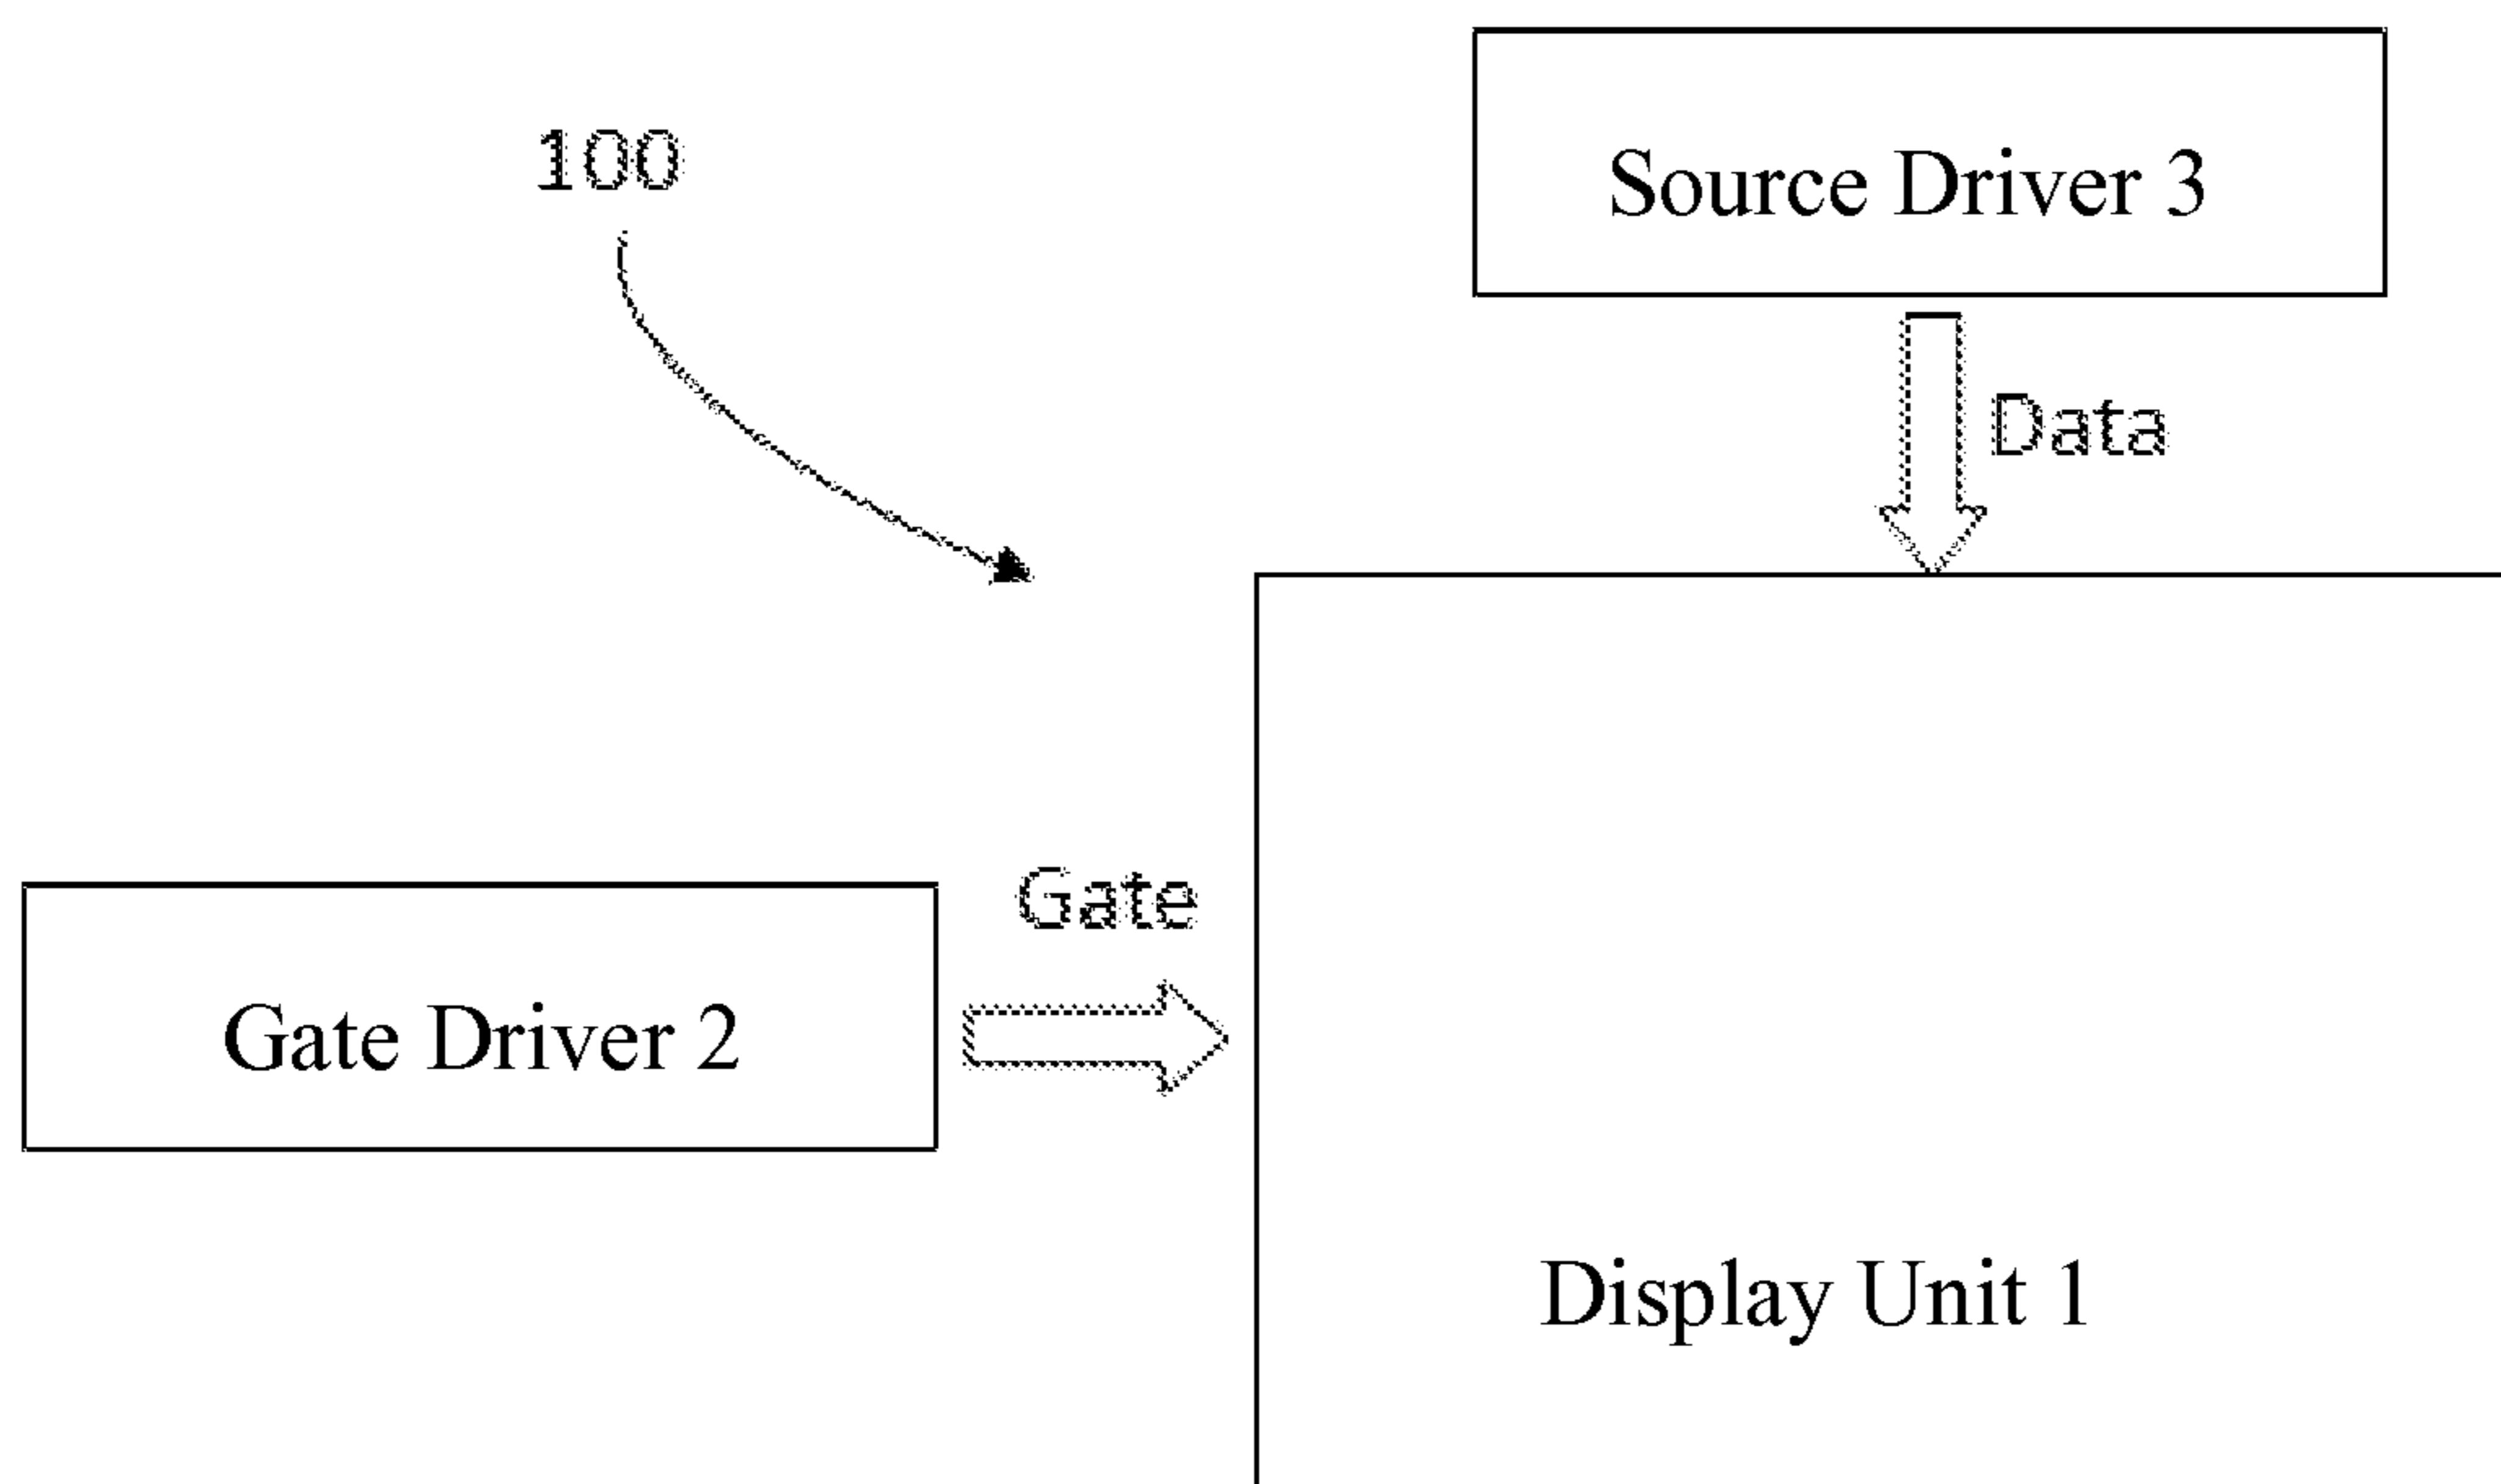 100
Source Driver 3
Data
Gate
Gate Driver 2
Display Unit 1